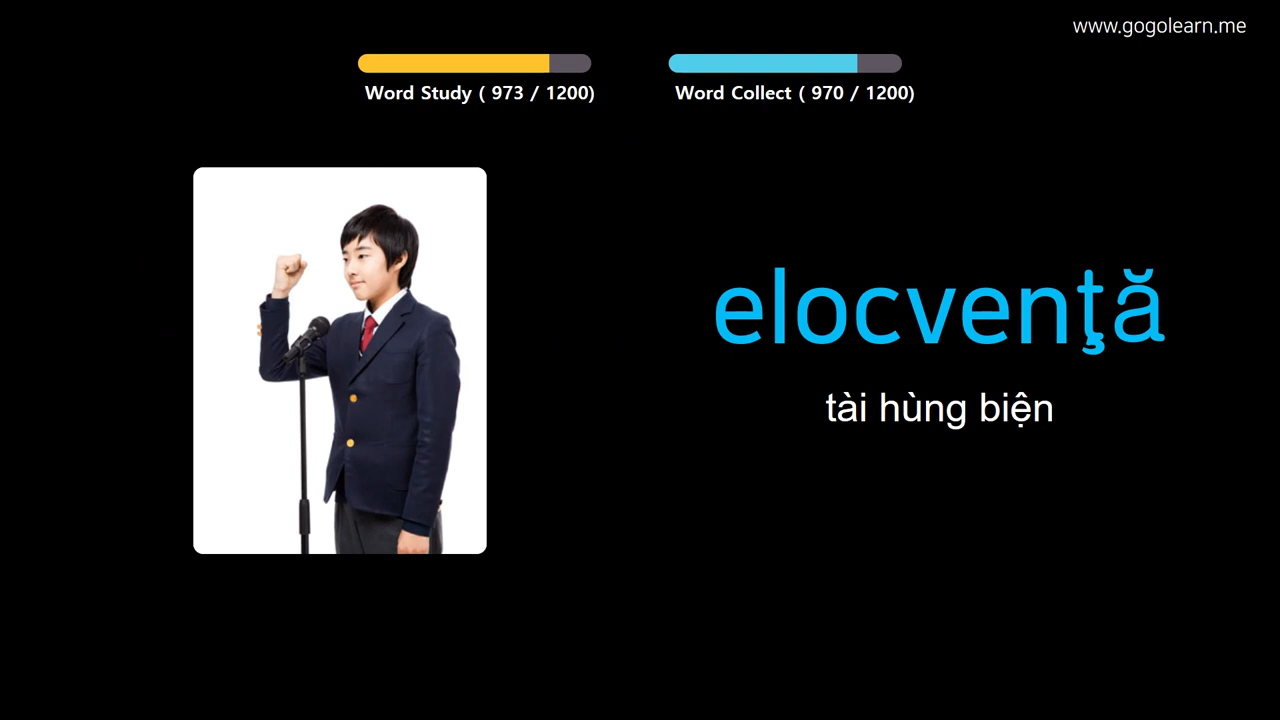 www.gogolearn.me
Word Study ( 973 / 1200)
Word Collect ( 970 / 1200)
elocvenţă
tài hùng biện